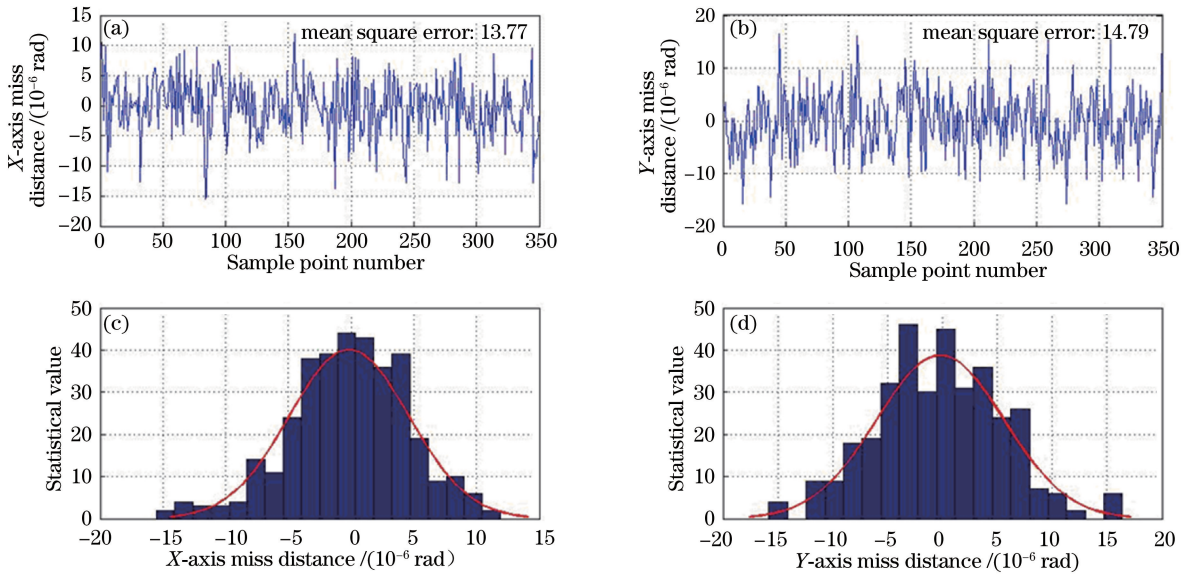 (a)
mean square error: 13.77
X-axis miss
distance /(10⁻⁶ rad)
15
10
5
0
−5
−10
−15
−20
0 50 100 150 200 250 300 350
Sample point number
(b)
mean square error: 14.79
Y-axis miss
distance /(10⁻⁶ rad)
20
10
0
−10
−20
0 50 100 150 200 250 300 350
Sample point number
(c)
Statistical value
50
40
30
20
10
0
−20 −15 −10 −5 0 5 10 15
X-axis miss distance /(10⁻⁶ rad)
(d)
Statistical value
50
40
30
20
10
0
−20 −15 −10 −5 0 5 10 15 20
Y-axis miss distance /(10⁻⁶ rad)